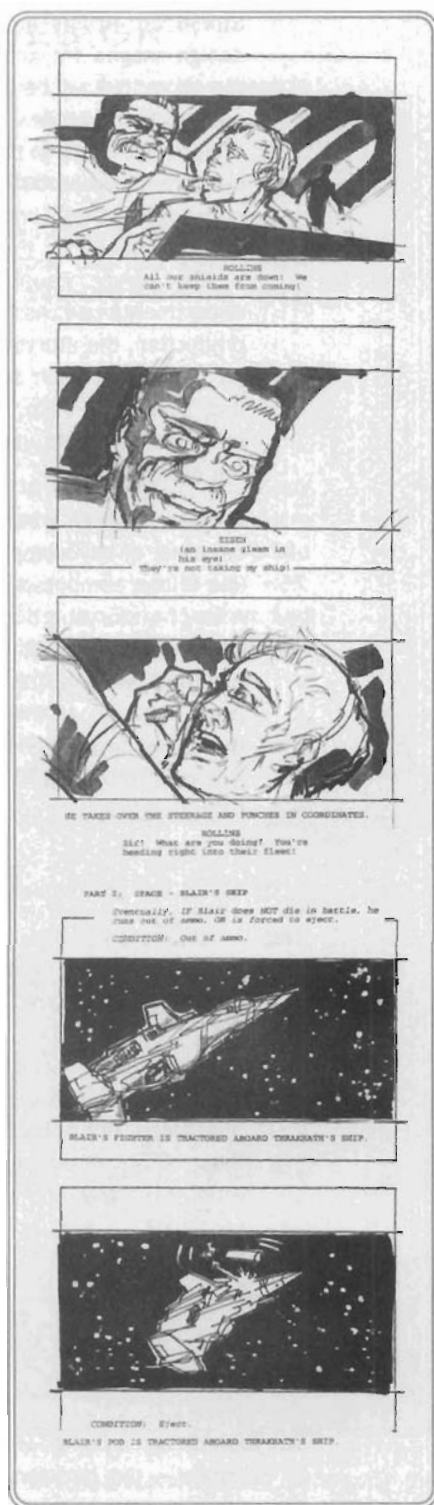 ROLLINS
All our shields are down! We
can't keep them from coming!
EISEN
(an insane gleam in
his eye)
They're not taking my ship!
HE TAKES OVER THE STEERAGE AND PUNCHES IN COORDINATES.
ROLLINS
Sir! What are you doing? You're
heading right into their fleet!
PART 2: SPACE - BLAIR'S SHIP
Eventually, IF Blair does NOT die in battle, he
runs out of ammo, OR is forced to eject.
CONDITION: Out of ammo.
BLAIR'S FIGHTER IS TRACTORED ABOARD THRAKHATH'S SHIP.
CONDITION: Eject.
BLAIR'S POD IS TRACTORED ABOARD THRAKHATH'S SHIP.